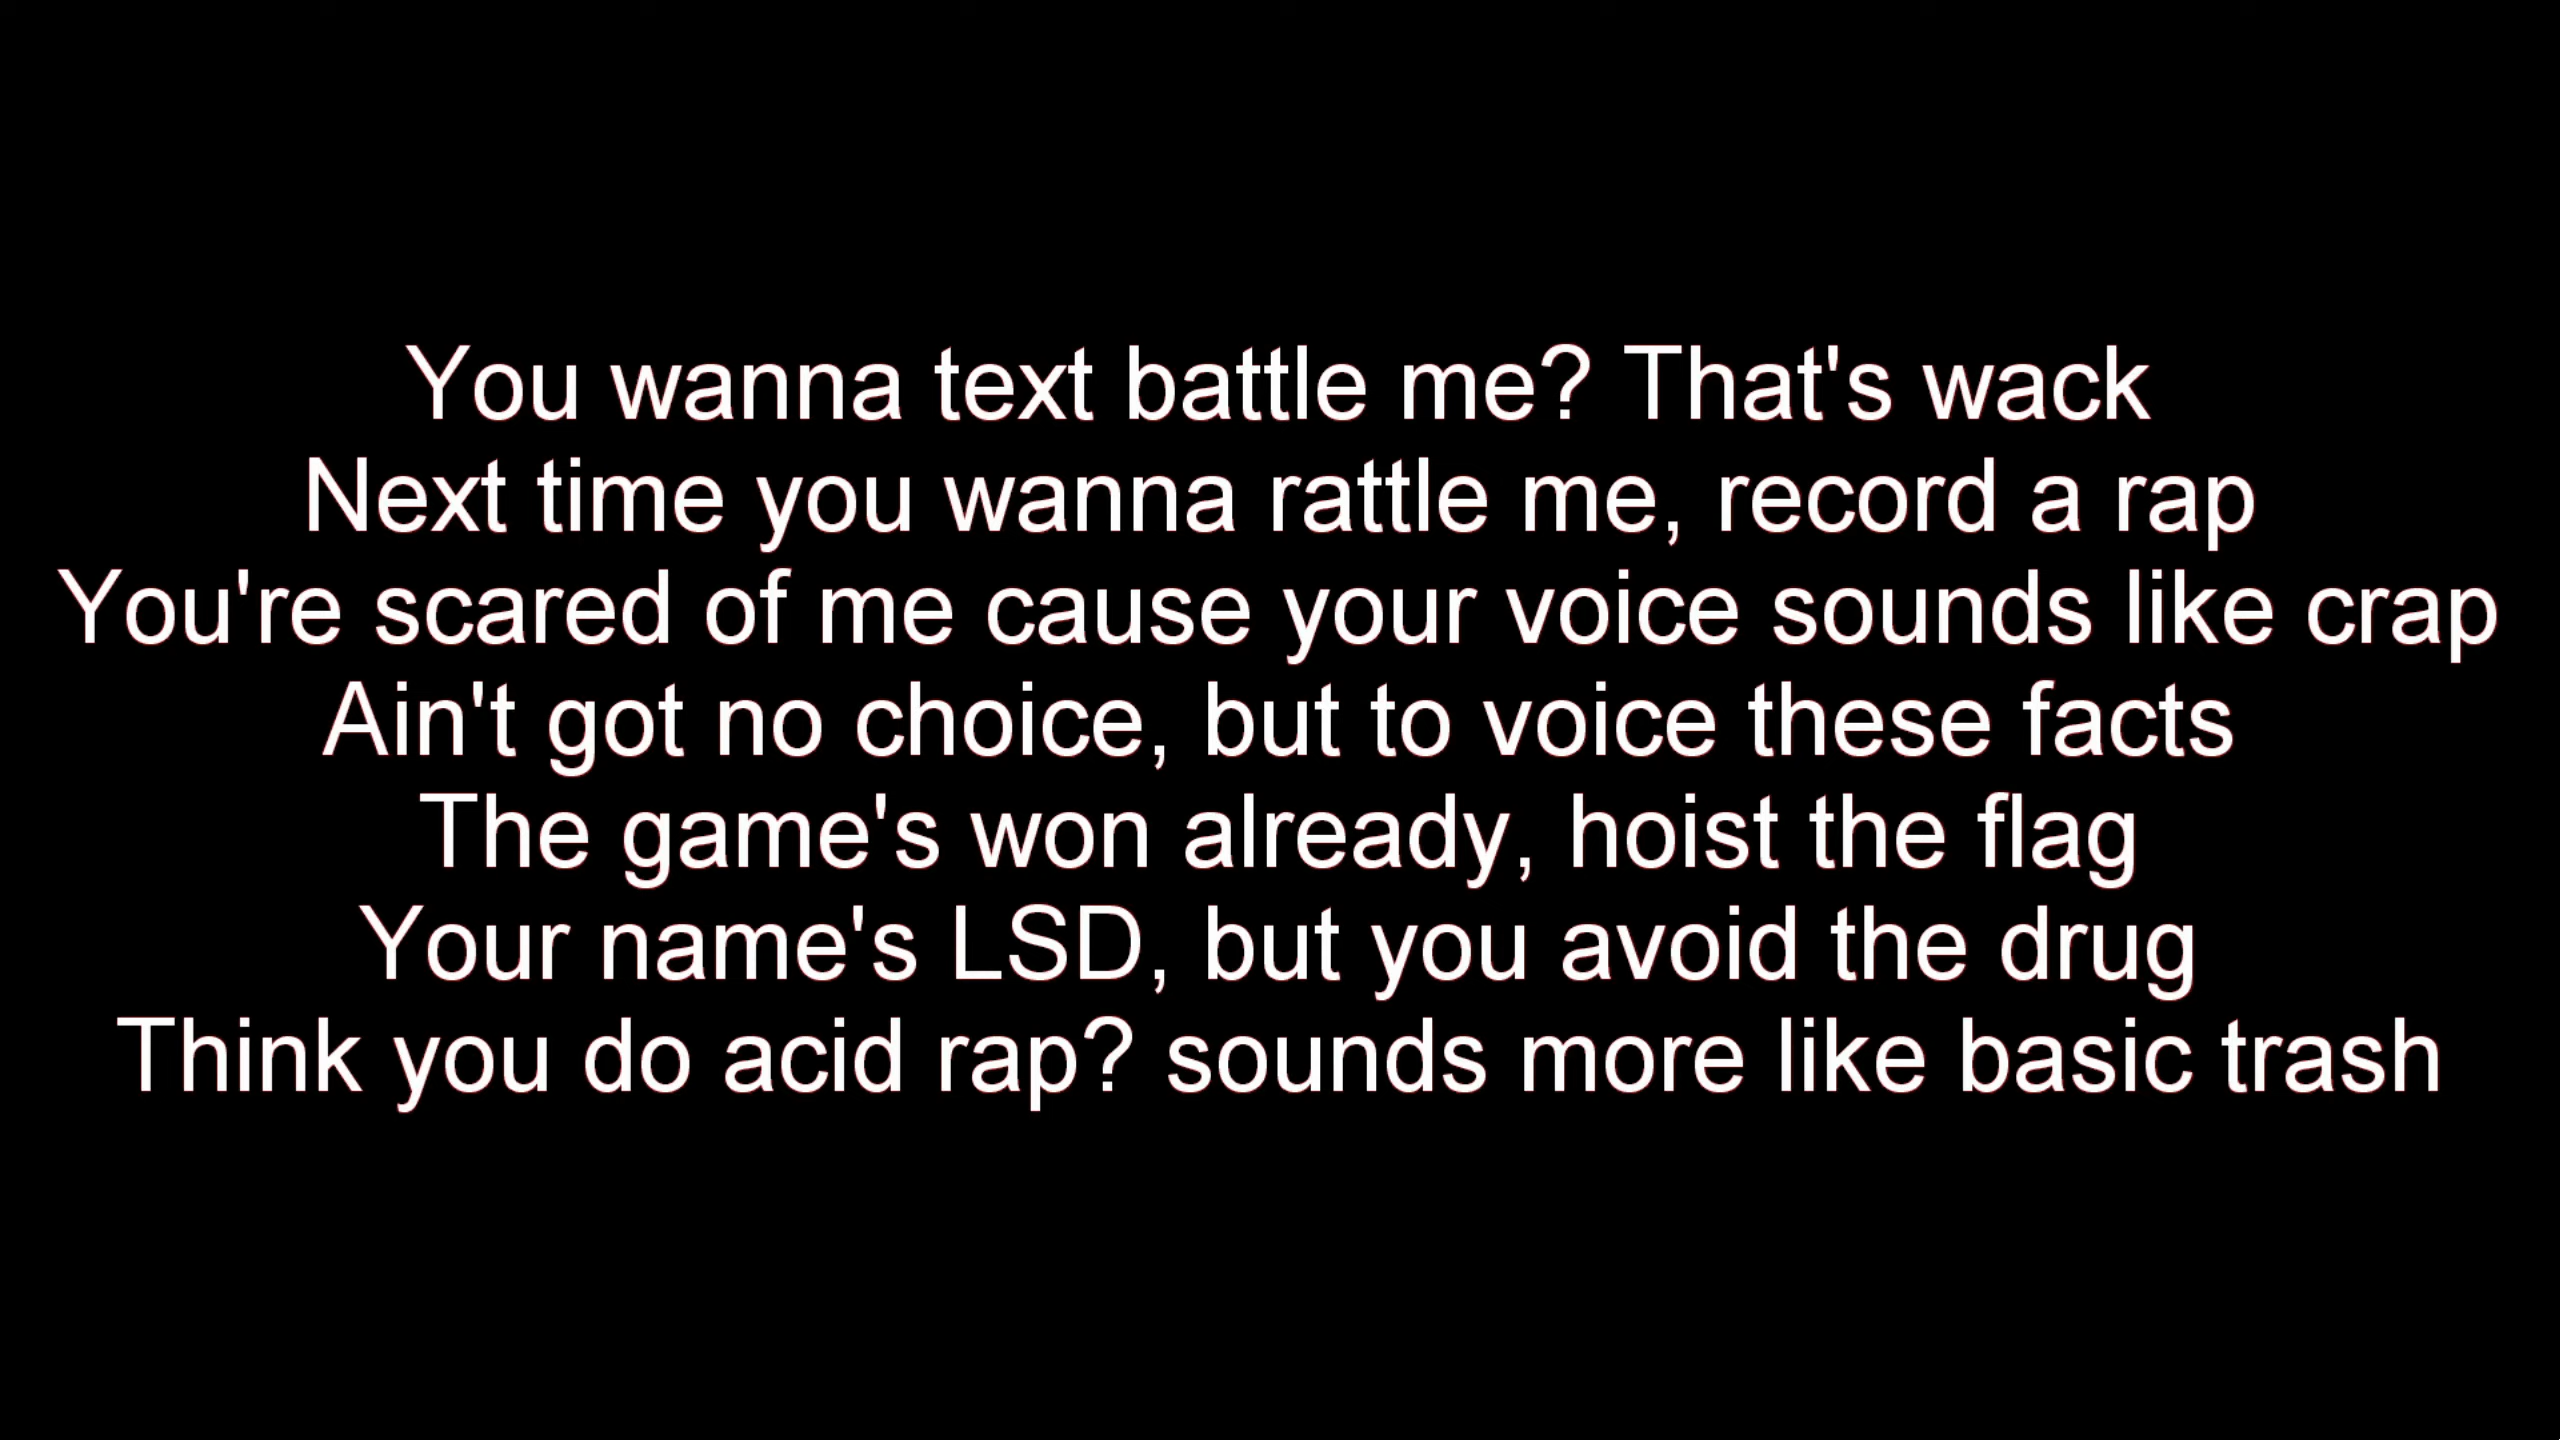 You wanna text battle me? That's wack
Next time you wanna rattle me, record a rap
You're scared of me cause your voice sounds like crap
Ain't got no choice, but to voice these facts
The game's won already, hoist the flag
Your name's LSD, but you avoid the drug
Think you do acid rap? sounds more like basic trash